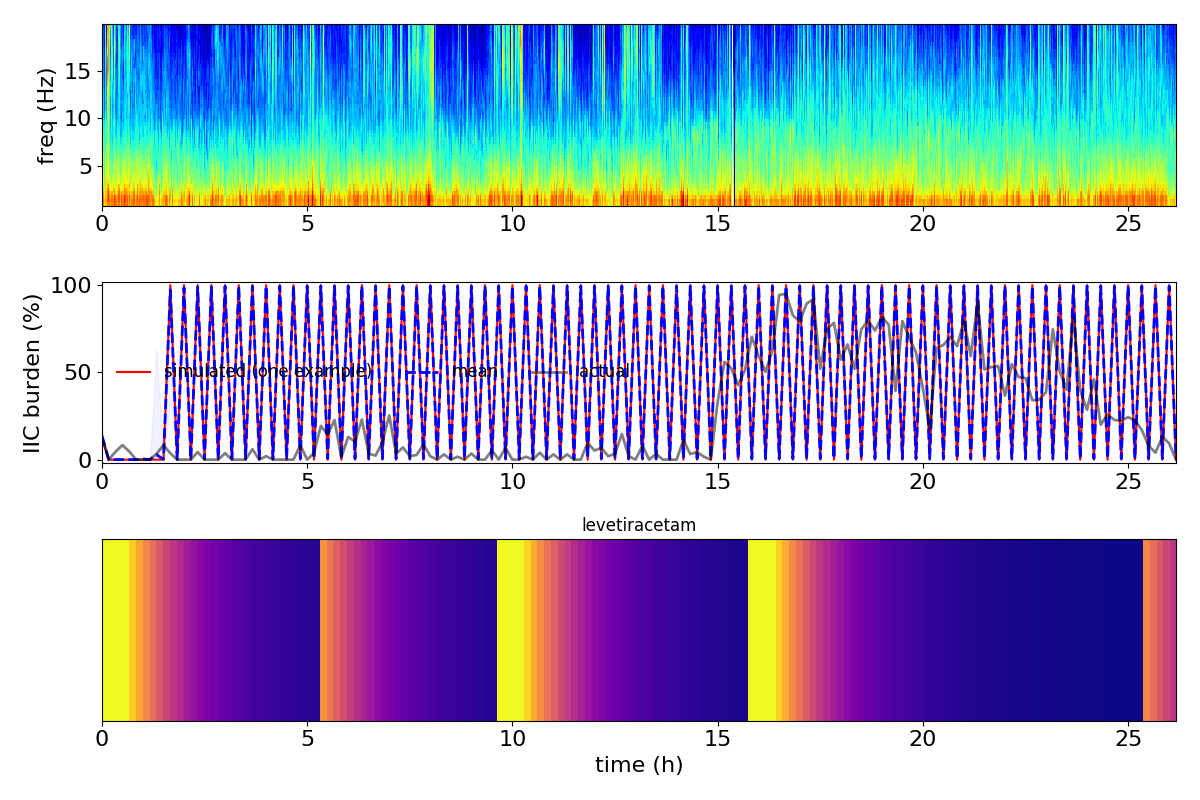 15
10
5
freq (Hz)
0 5 10 15 20 25
100
50
0
IIC burden (%)
simulated (one example) mean actual
0 5 10 15 20 25
levetiracetam
0 5 10 15 20 25
time (h)